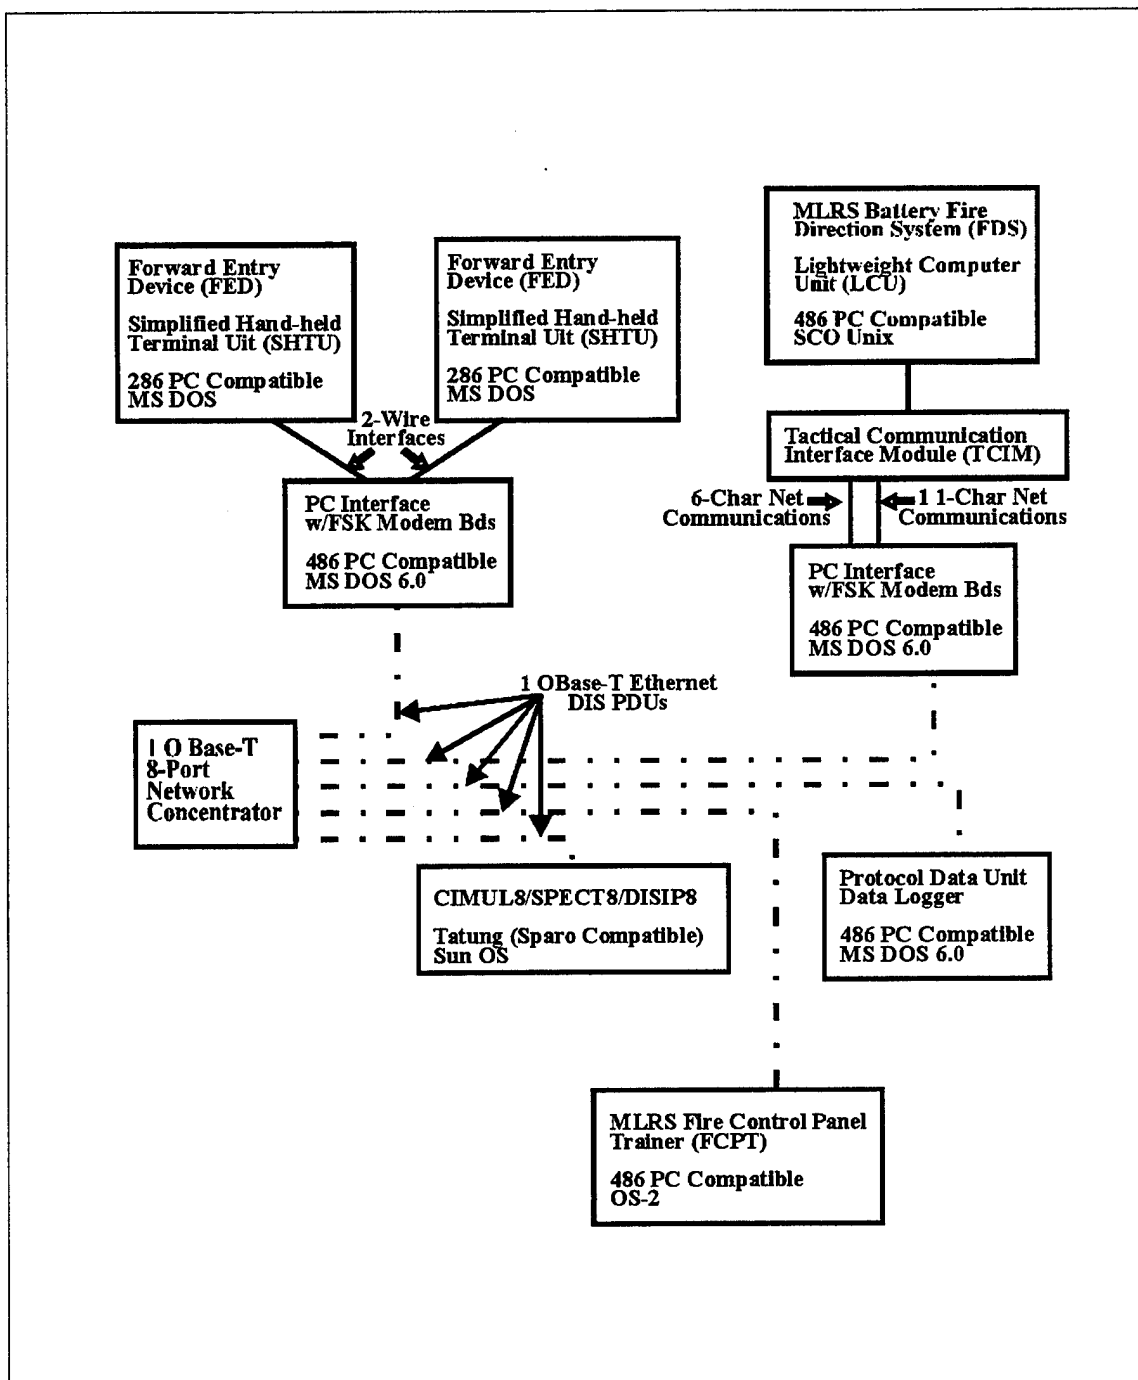 MLRS Battery Fire
Direction System (FDS)
Lightweight Computer
Unit (LCU)
486 PC Compatible
SCO Unix
Forward Entry
Device (FED)
Simplified Hand-held
Terminal Uit (SHTU)
286 PC Compatible
MS DOS
Forward Entry
Device (FED)
Simplified Hand-held
Terminal Uit (SHTU)
286 PC Compatible
MS DOS
2-Wire
Interfaces
Tactical Communication
Interface Module (TCIM)
6-Char Net
Communications
1 1-Char Net
Communications
PC Interface
w/FSK Modem Bds
486 PC Compatible
MS DOS 6.0
PC Interface
w/FSK Modem Bds
486 PC Compatible
MS DOS 6.0
1 OBase-T Ethernet
DIS PDUs
1 O Base-T
8-Port
Network
Concentrator
CIMUL8/SPECT8/DISIP8
Tatung (Sparo Compatible)
Sun OS
Protocol Data Unit
Data Logger
486 PC Compatible
MS DOS 6.0
MLRS Fire Control Panel
Trainer (FCPT)
486 PC Compatible
OS-2